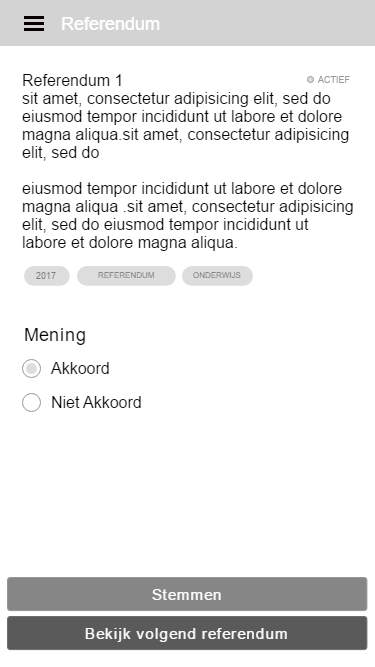 Referendum
Referendum 1
ACTIEF
sit amet, consectetur adipisicing elit, sed do
eiusmod tempor incididunt ut labore et dolore
magna aliqua.sit amet, consectetur adipisicing
elit, sed do
eiusmod tempor incididunt ut labore et dolore
magna aliqua .sit amet, consectetur adipisicing
elit, sed do eiusmod tempor incididunt ut
labore et dolore magna aliqua.
2017 REFERENDUM ONDERWIJS
Mening
Akkoord
Niet Akkoord
Stemmen
Bekijk volgend referendum